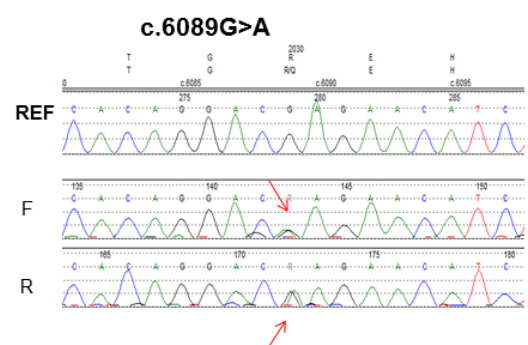 c.6089G>A
2030
T G R E H
T G R/Q E H
0 c.6085 c.6090 c.6095
275 280 285
REF C A C A G G A C G A G A A C A T C
135 140 145 150
F C A C A G G A C G A G A A C A T C
165 170 175 180
R C A C A G G A C R A G A A C A T C